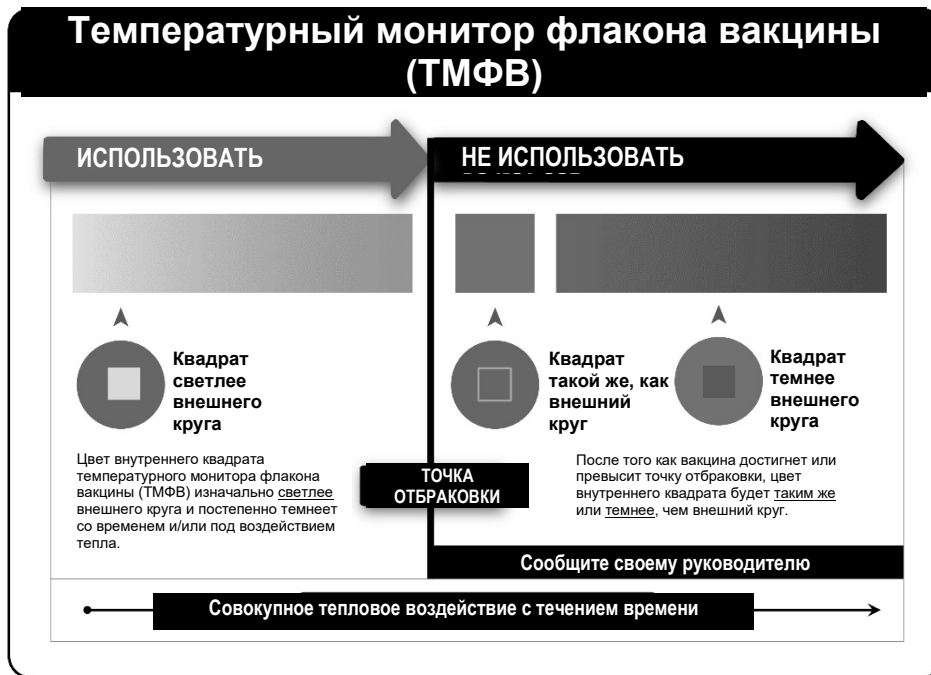 Температурный монитор флакона вакцины
(ТМФВ)
ИСПОЛЬЗОВАТЬ
НЕ ИСПОЛЬЗОВАТЬ
Квадрат
светлее
внешнего
круга
Квадрат
такой же, как
внешний
круг
Квадрат
темнее
внешнего
круга
Цвет внутреннего квадрата
температурного монитора флакона
вакцины (ТМФВ) изначально светлее
внешнего круга и постепенно темнеет
со временем и/или под воздействием
тепла.
ТОЧКА
ОТБРАКОВКИ
После того как вакцина достигнет или
превысит точку отбраковки, цвет
внутреннего квадрата будет таким же
или темнее, чем внешний круг.
Сообщите своему руководителю
Совокупное тепловое воздействие с течением времени